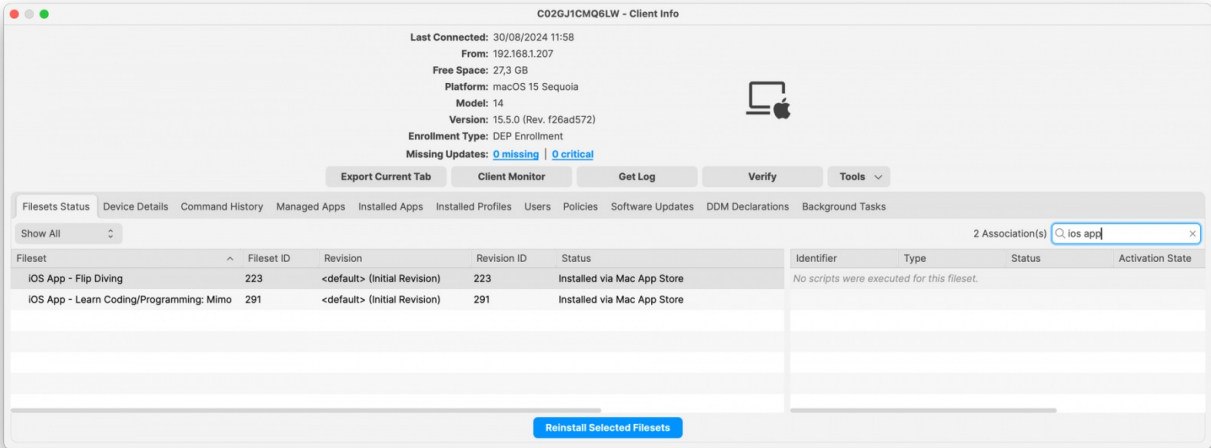 C02GJ1CMQ6LW - Client Info
Last Connected: 30/08/2024 11:58
From: 192.168.1.207
Free Space: 27,3 GB
Platform: macOS 15 Sequoia
Model: 14
Version: 15.5.0 (Rev. f26ad572)
Enrollment Type: DEP Enrollment
Missing Updates: 0 missing | 0 critical
Export Current Tab Client Monitor Get Log Verify Tools
Filesets Status Device Details Command History Managed Apps Installed Apps Installed Profiles Users Policies Software Updates DDM Declarations Background Tasks
Show All 2 Association(s) ios app
Fileset Fileset ID Revision Revision ID Status Identifier Type Status Activation State
iOS App - Flip Diving 223 <default> (Initial Revision) 223 Installed via Mac App Store No scripts were executed for this fileset.
iOS App - Learn Coding/Programming: Mimo 291 <default> (Initial Revision) 291 Installed via Mac App Store
Reinstall Selected Filesets